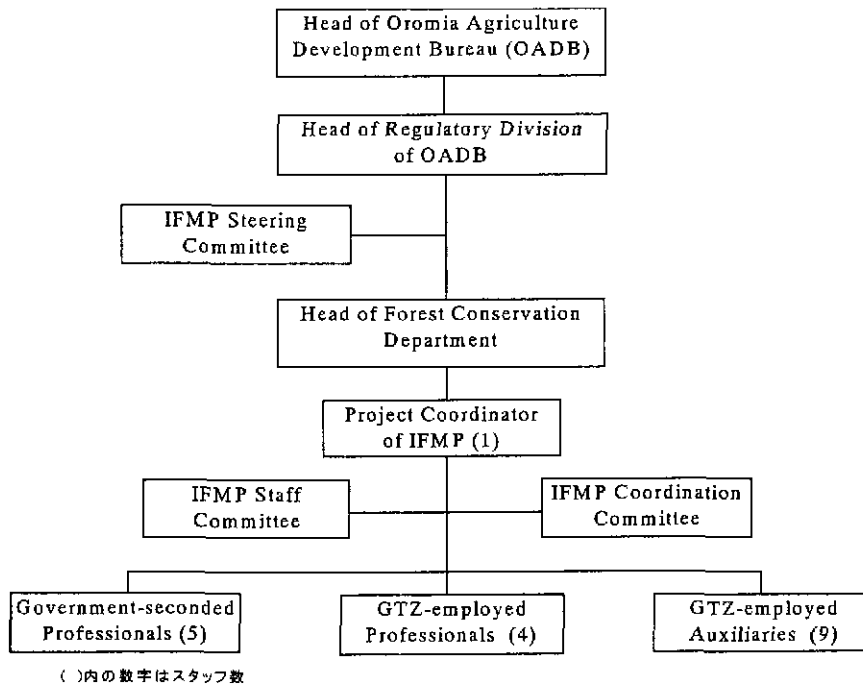 Head of Oromia Agriculture
Development Bureau (OADB)
Head of Regulatory Division
of OADB
IFMP Steering
Committee
Head of Forest Conservation
Department
Project Coordinator
of IFMP (1)
IFMP Staff
Committee
IFMP Coordination
Committee
Government-seconded
Professionals (5)
GTZ-employed
Professionals (4)
GTZ-employed
Auxiliaries (9)
( )内の数字はスタッフ数